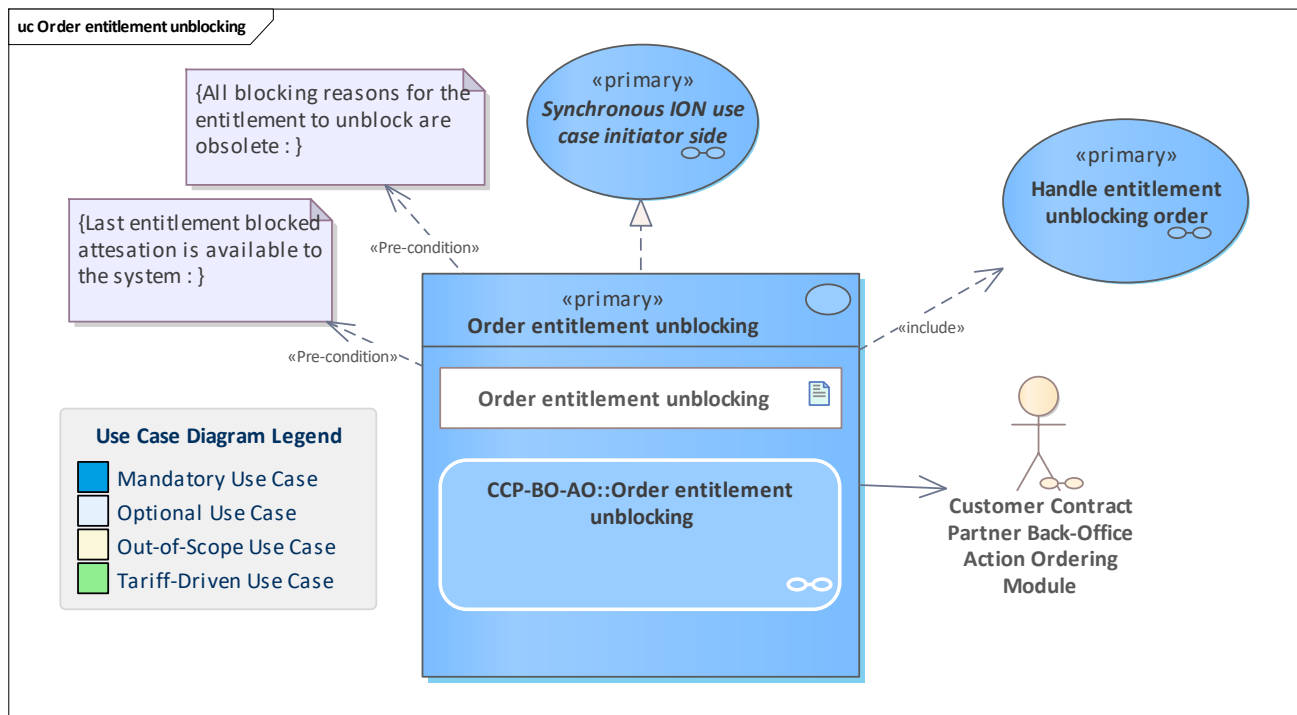 uc Order entitlement unblocking
{All blocking reasons for the
entitlement to unblock are
obsolete : }
«primary»
Synchronous ION use
case initiator side
«primary»
Handle entitlement
unblocking order
{Last entitlement blocked
attesation is available to
the system : }
«Pre-condition»
«Pre-condition»
«include»
«primary»
Order entitlement unblocking
Order entitlement unblocking
CCP-BO-AO::Order entitlement
unblocking
Customer Contract
Partner Back-Office
Action Ordering
Module
Use Case Diagram Legend
Mandatory Use Case
Optional Use Case
Out-of-Scope Use Case
Tariff-Driven Use Case